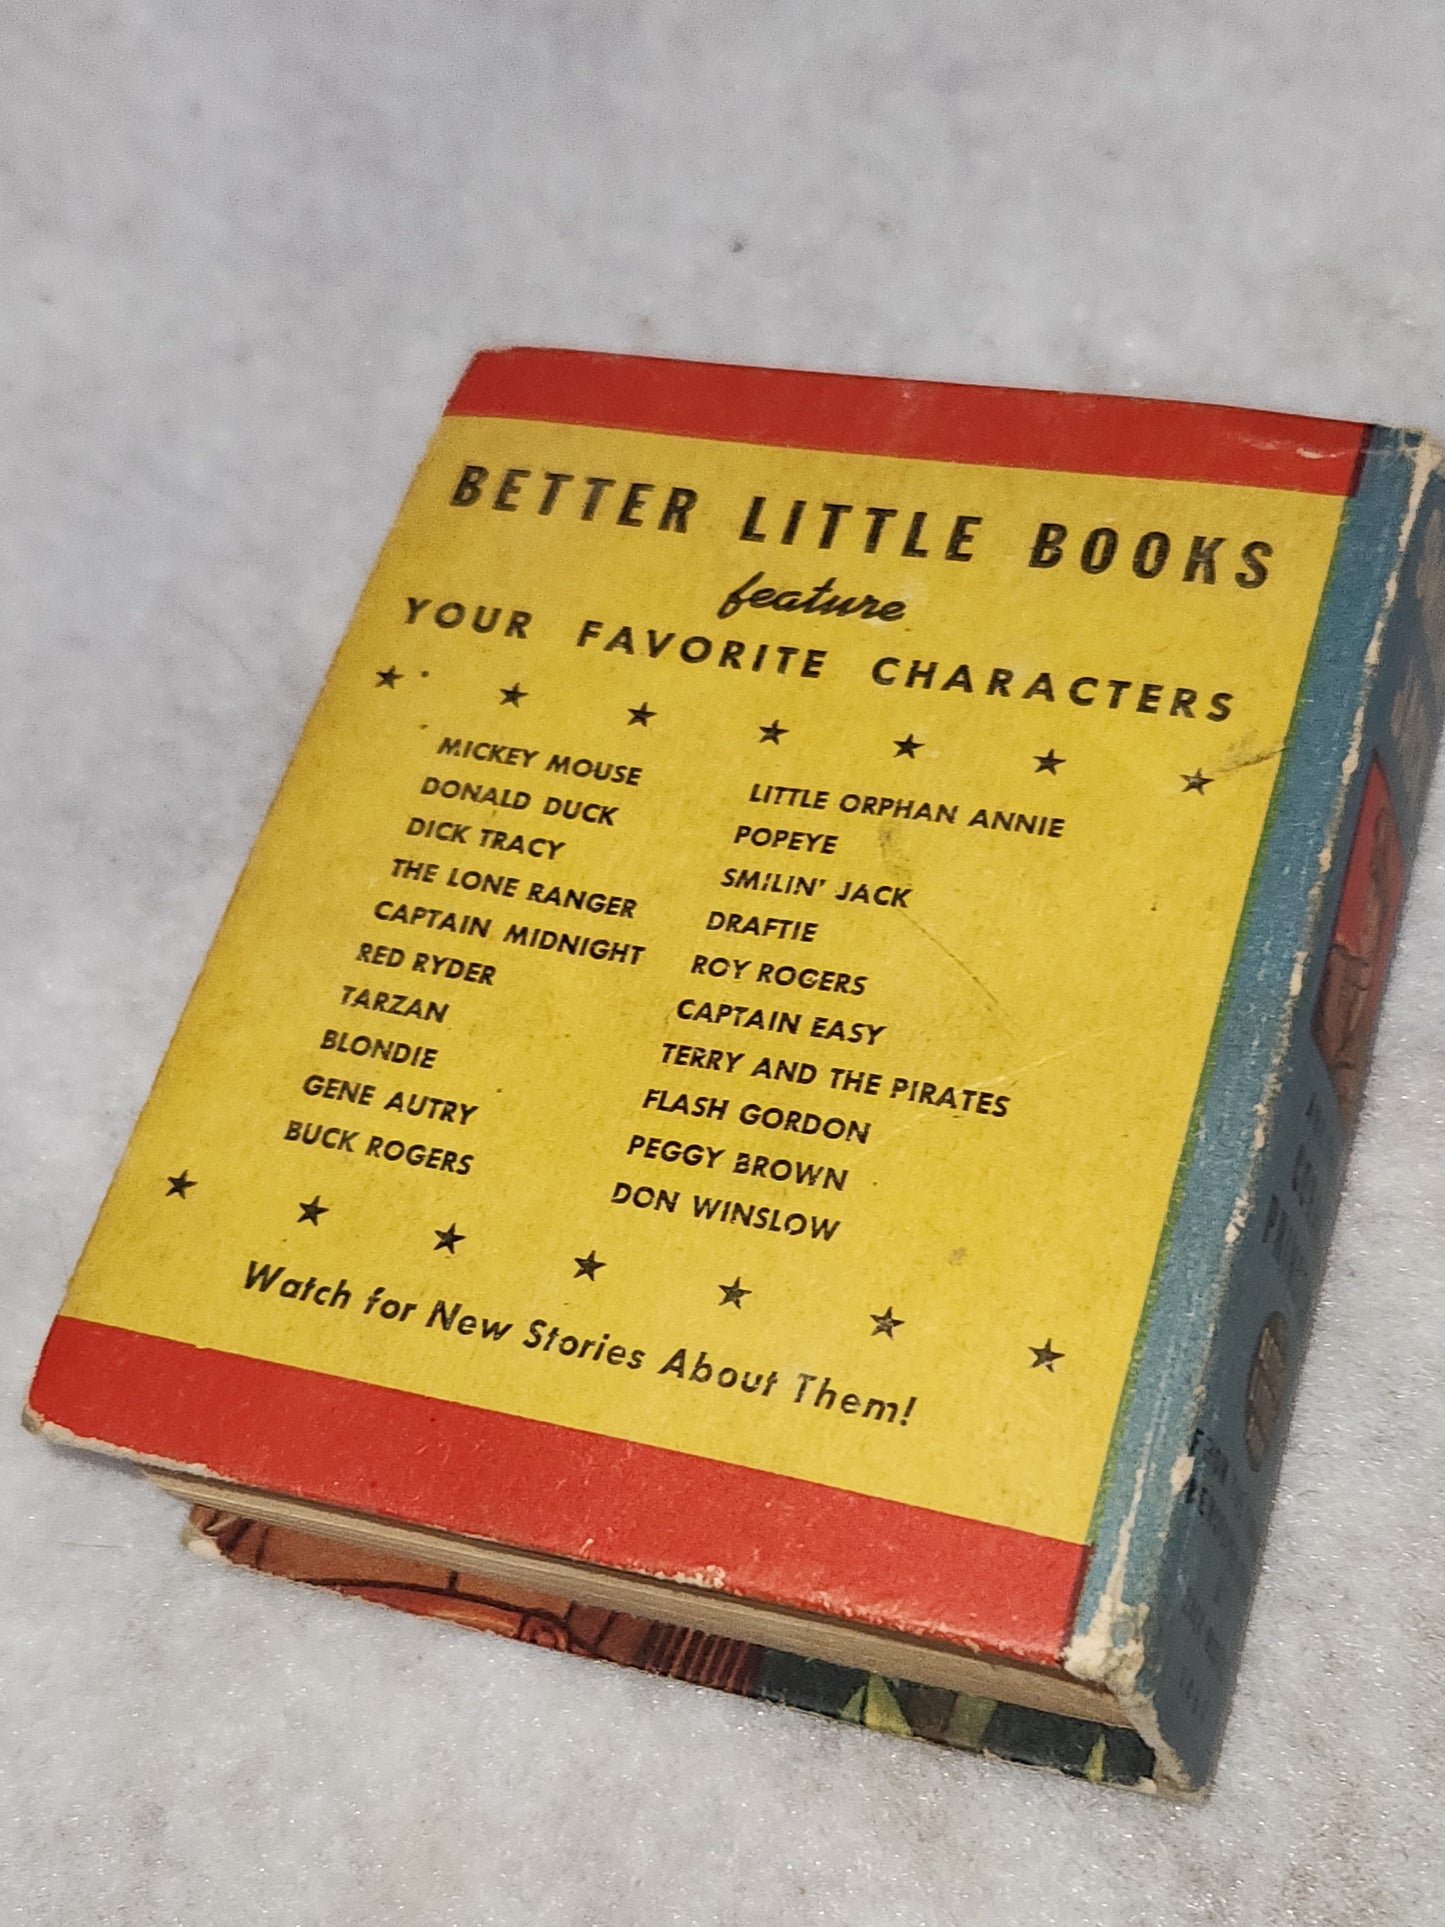 BETTER LITTLE BOOKS
feature
YOUR FAVORITE CHARACTERS
MICKEY MOUSE
DONALD DUCK
DICK TRACY
THE LONE RANGER
CAPTAIN MIDNIGHT
RED RYDER
TARZAN
BLONDIE
GENE AUTRY
BUCK ROGERS
LITTLE ORPHAN ANNIE
POPEYE
SMILIN' JACK
DRAFTIE
ROY ROGERS
CAPTAIN EASY
TERRY AND THE PIRATES
FLASH GORDON
PEGGY BROWN
DON WINSLOW
Watch for New Stories About Them!